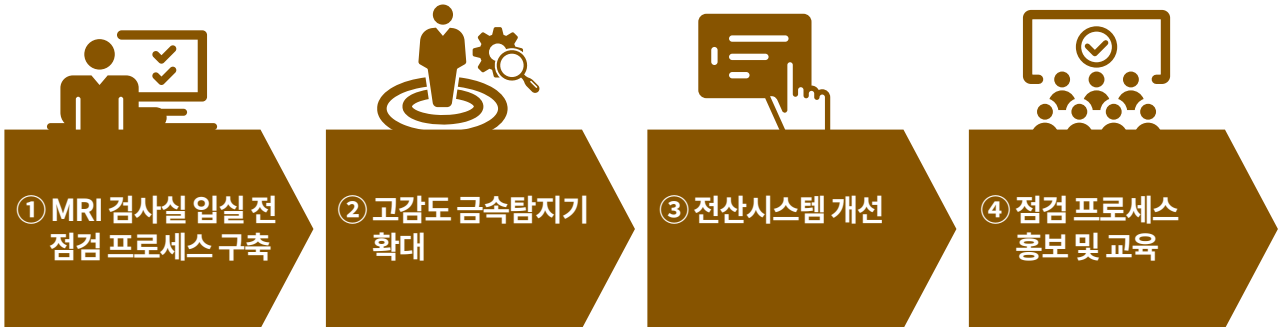 ① MRI 검사실 입실 전
점검 프로세스 구축
② 고감도 금속탐지기
확대
③ 전산시스템 개선
④ 점검 프로세스
홍보 및 교육